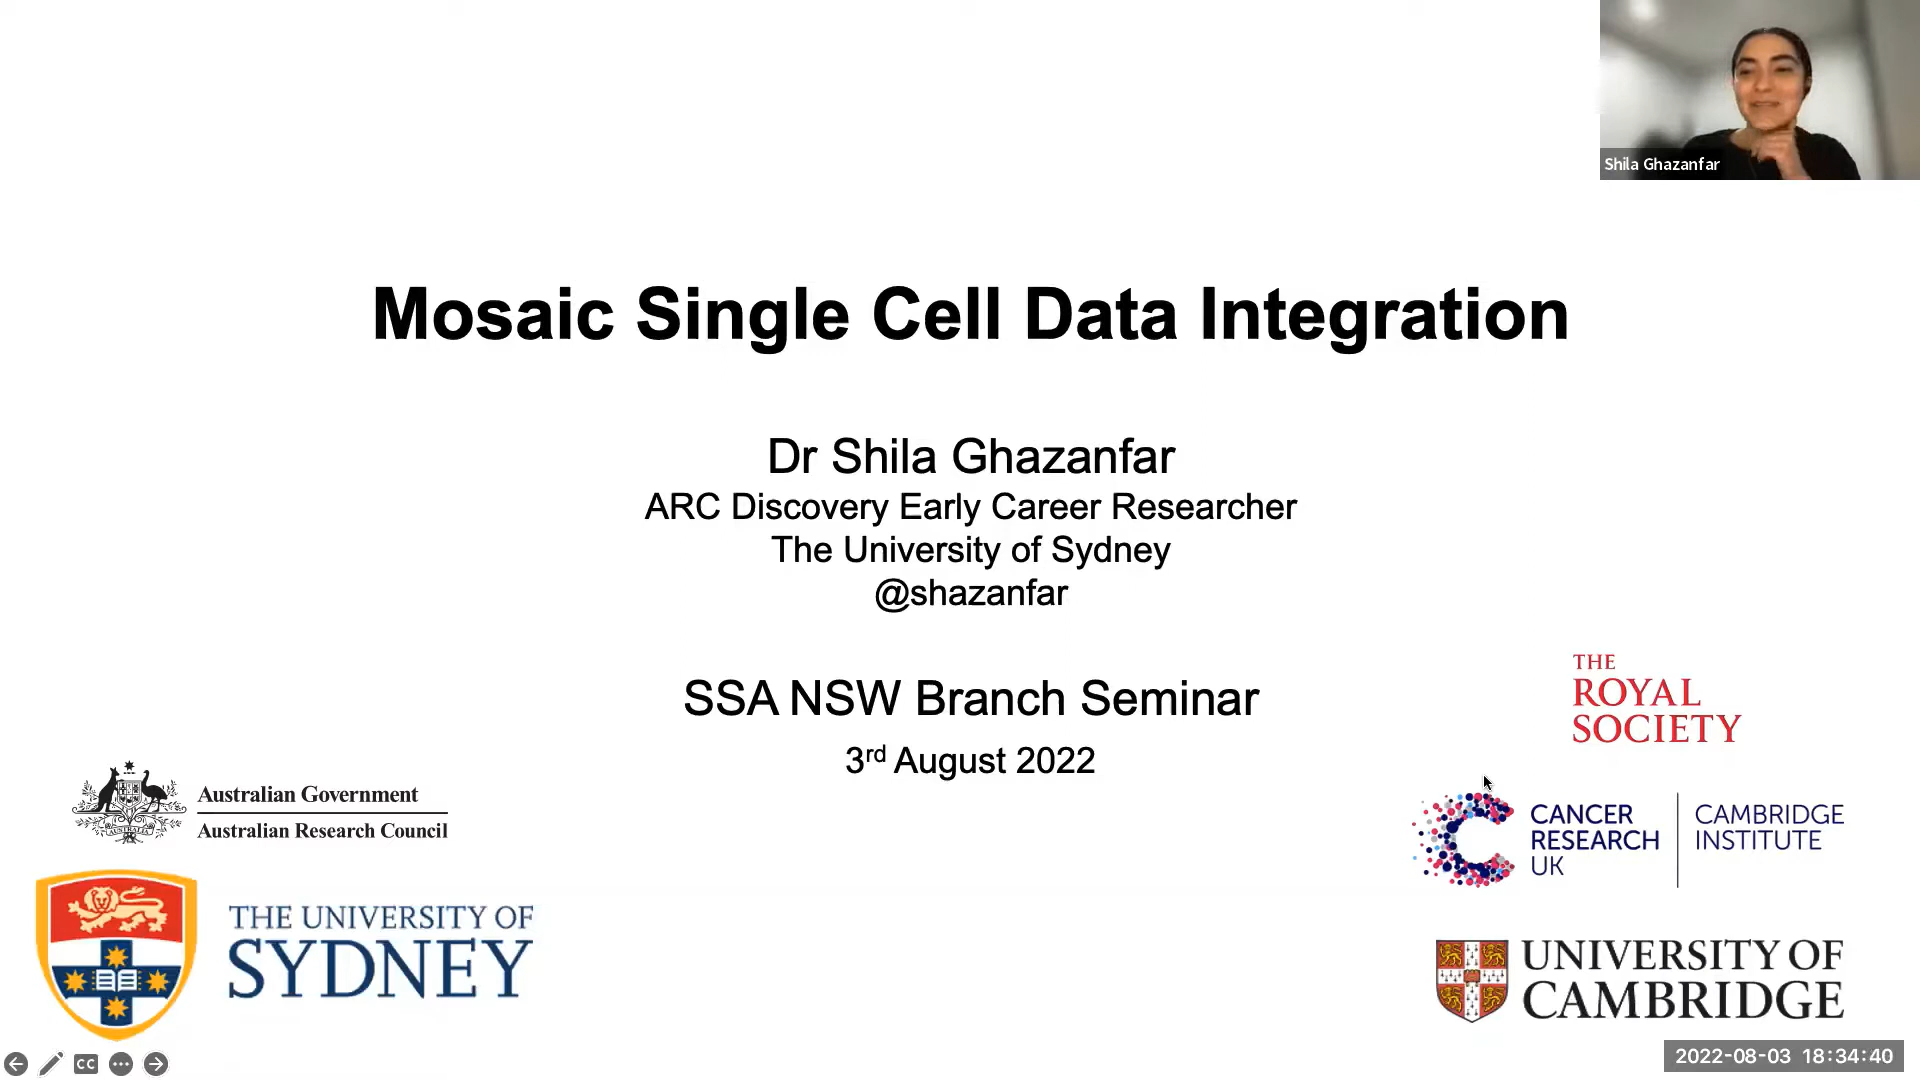 Shila Ghazanfar
Mosaic Single Cell Data Integration
Dr Shila Ghazanfar
ARC Discovery Early Career Researcher
The University of Sydney
@shazanfar
SSA NSW Branch Seminar
3rd August 2022
THE
ROYAL
SOCIETY
Australian Government
Australian Research Council
AUSTRALIA
CANCER
RESEARCH
UK
CAMBRIDGE
INSTITUTE
THE UNIVERSITY OF
SYDNEY
UNIVERSITY OF
CAMBRIDGE
CC
2022-08-03 18:34:40